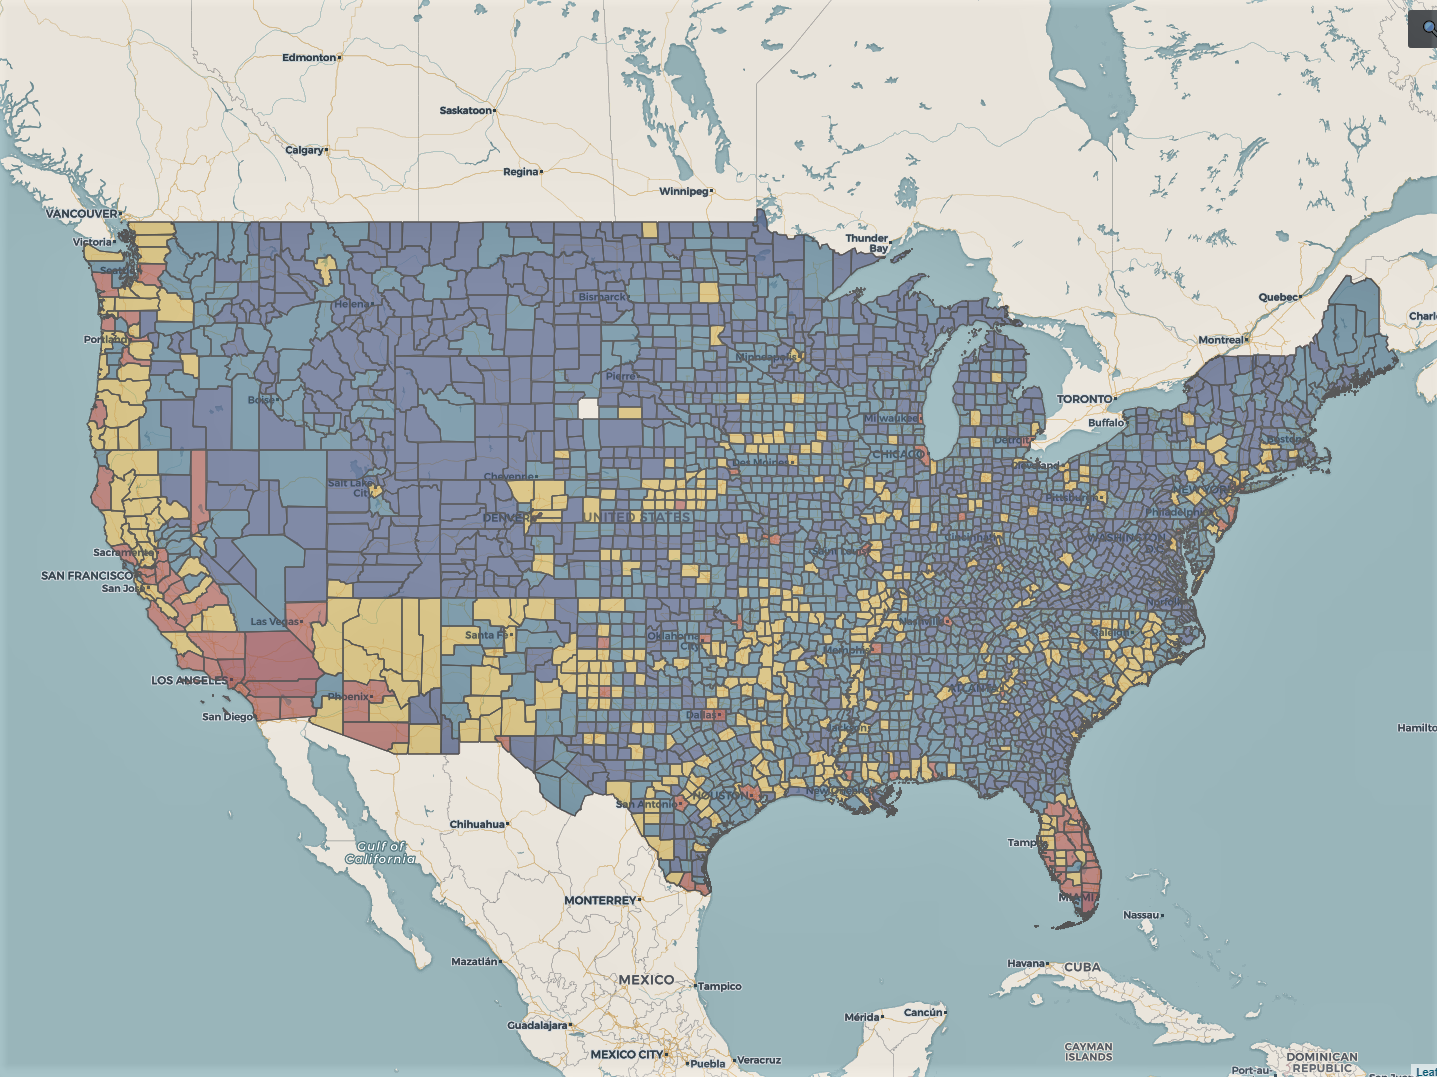 Edmonton
Saskatoon
Calgary
Regina
Winnipeg
VANCOUVER
Victoria
Thunder
Bay
Seattle
Quebec
Helena
Bismarck
Charl
Portland
Montreal
Minneapolis
Pierre
Boise
TORONTO
Milwaukee
Buffalo
Detroit
Boston
CHICAGO
Des Moines
Cleveland
Cheyenne
Salt Lake
City
Pittsburgh
NEW YORK
DENVER
UNITED STATES
Philadelphia
Cincinnati
WASHINGTON
D.C.
Sacramento
Saint Louis
SAN FRANCISCO
San Jose
Norfolk
Las Vegas
Nashville
Santa Fe
Oklahoma
City
Raleigh
Memphis
LOS ANGELES
Phoenix
ATLANTA
San Diego
Dallas
Jackson
Hamilto
HOUSTON
New Orleans
San Antonio
Chihuahua
Tamp
Gulf of
California
MONTERREY
MIAMI
Nassau
Mazatlán
Havana
CUBA
MEXICO
Tampico
Mérida
Cancún
Guadalajara
MEXICO CITY
Puebla
Veracruz
CAYMAN
ISLANDS
DOMINICAN
REPUBLIC
Port-au-
Leaf